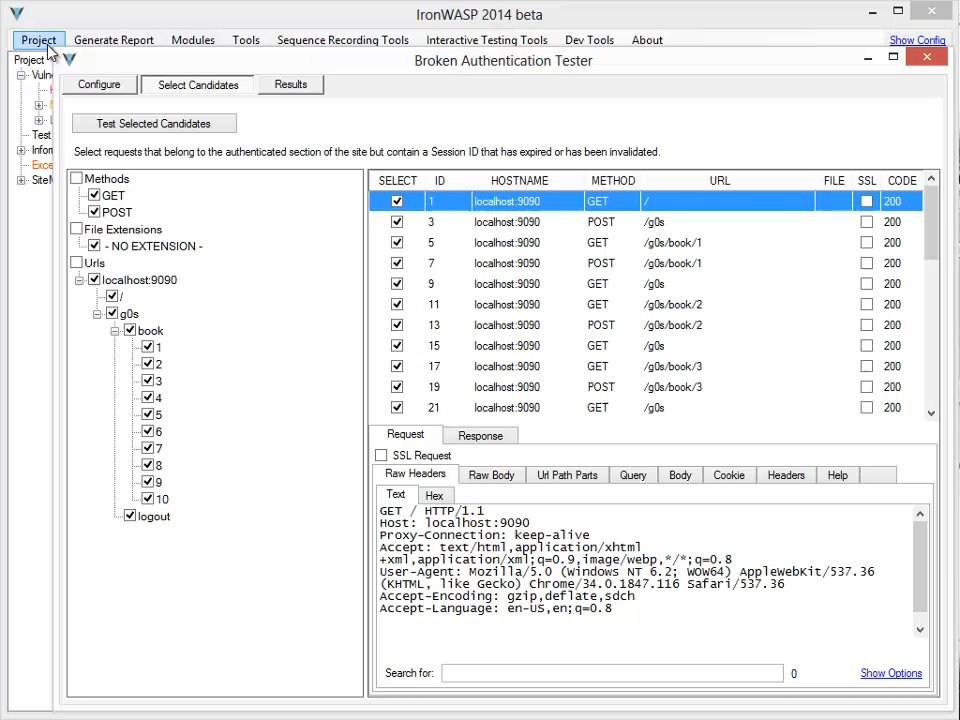 IronWASP 2014 beta
Project Generate Report Modules Tools Sequence Recording Tools Interactive Testing Tools Dev Tools About Show Config
Project
Broken Authentication Tester
Configure Select Candidates Results
Test Selected Candidates
Select requests that belong to the authenticated section of the site but contain a Session ID that has expired or has been invalidated.
Methods
GET
POST
File Extensions
- NO EXTENSION -
Urls
localhost:9090
/
g0s
book
1
2
3
4
5
6
7
8
9
10
logout
SELECT ID HOSTNAME METHOD URL FILE SSL CODE
1 localhost:9090 GET / 200
3 localhost:9090 POST /g0s 200
5 localhost:9090 GET /g0s/book/1 200
7 localhost:9090 POST /g0s/book/1 200
9 localhost:9090 GET /g0s 200
11 localhost:9090 GET /g0s/book/2 200
13 localhost:9090 POST /g0s/book/2 200
15 localhost:9090 GET /g0s 200
17 localhost:9090 GET /g0s/book/3 200
19 localhost:9090 POST /g0s/book/3 200
21 localhost:9090 GET /g0s 200
Request Response
SSL Request
Raw Headers Raw Body Url Path Parts Query Body Cookie Headers Help
Text Hex
GET / HTTP/1.1
Host: localhost:9090
Proxy-Connection: keep-alive
Accept: text/html,application/xhtml
+xml,application/xml;q=0.9,image/webp,*/*;q=0.8
User-Agent: Mozilla/5.0 (Windows NT 6.2; WOW64) AppleWebKit/537.36
(KHTML, like Gecko) Chrome/34.0.1847.116 Safari/537.36
Accept-Encoding: gzip,deflate,sdch
Accept-Language: en-US,en;q=0.8
Search for: 0 Show Options